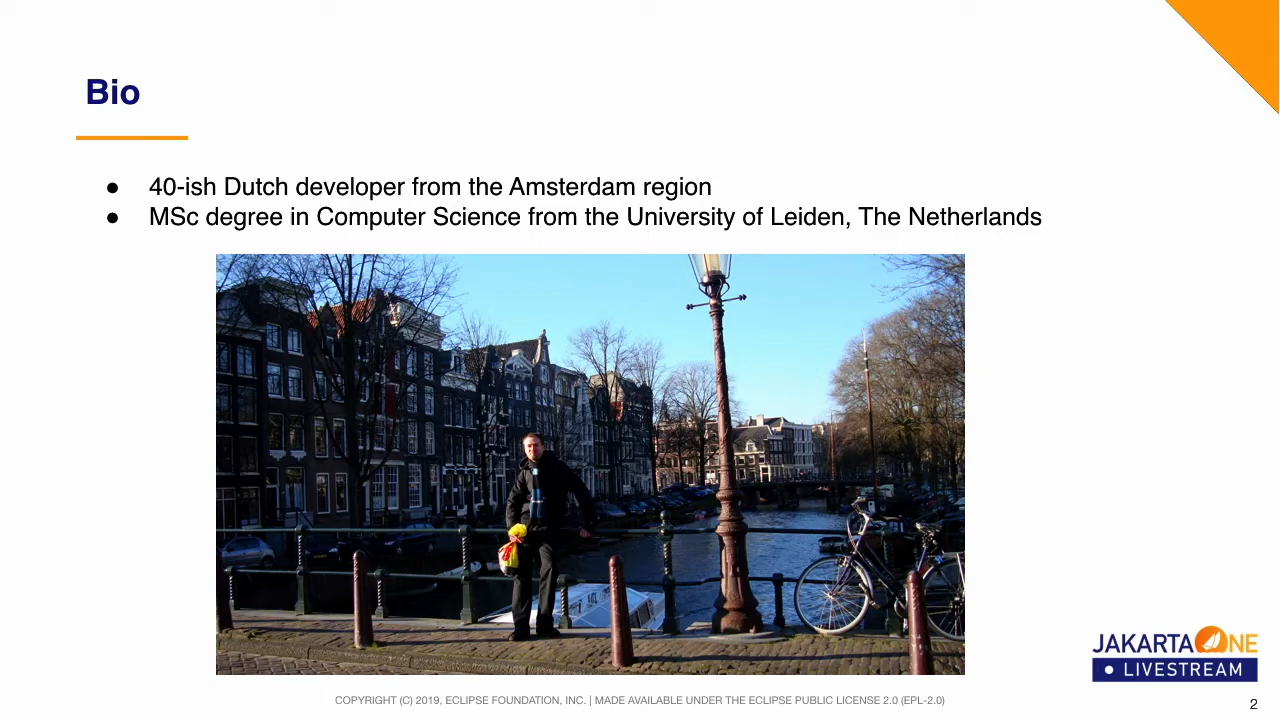 Bio
● 40-ish Dutch developer from the Amsterdam region
● MSc degree in Computer Science from the University of Leiden, The Netherlands
JAKARTA ONE
● LIVESTREAM
COPYRIGHT (C) 2019, ECLIPSE FOUNDATION, INC. | MADE AVAILABLE UNDER THE ECLIPSE PUBLIC LICENSE 2.0 (EPL-2.0)
2